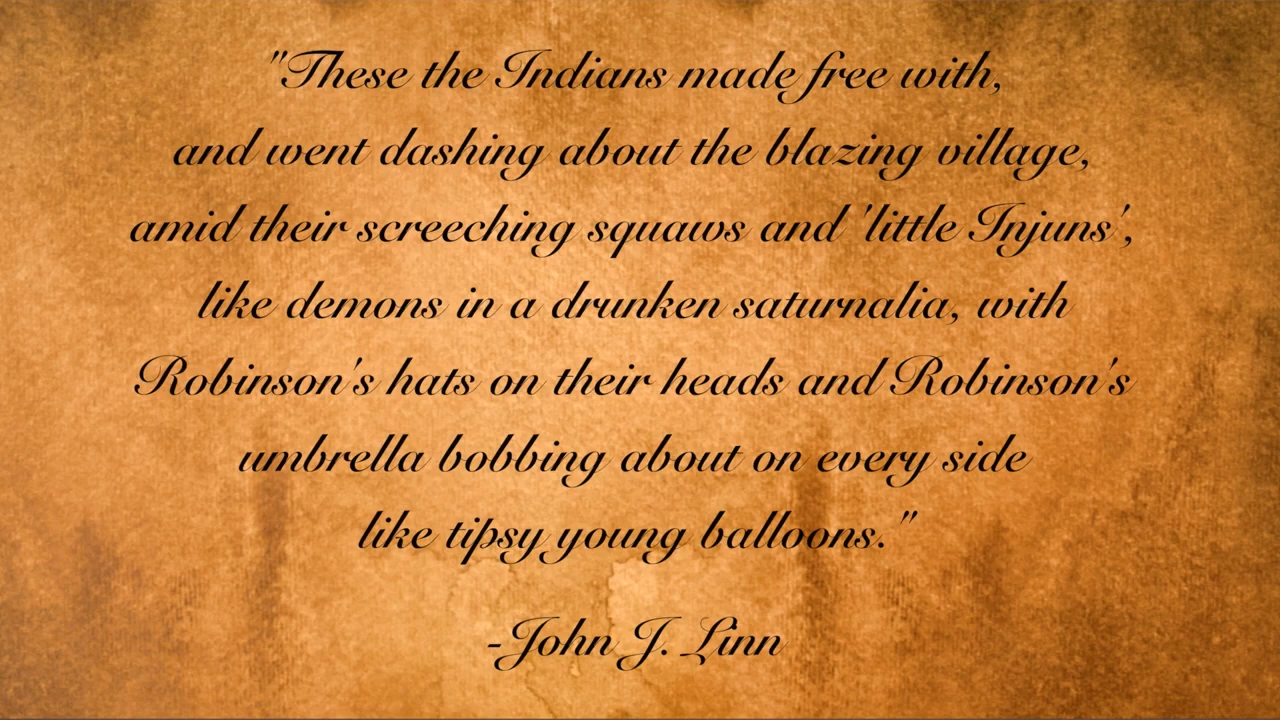 "These the Indians made free with,
and went dashing about the blazing village,
amid their screeching squaws and 'little Injuns',
like demons in a drunken saturnalia, with
Robinson's hats on their heads and Robinson's
umbrella bobbing about on every side
like tipsy young balloons."
-John J. Linn